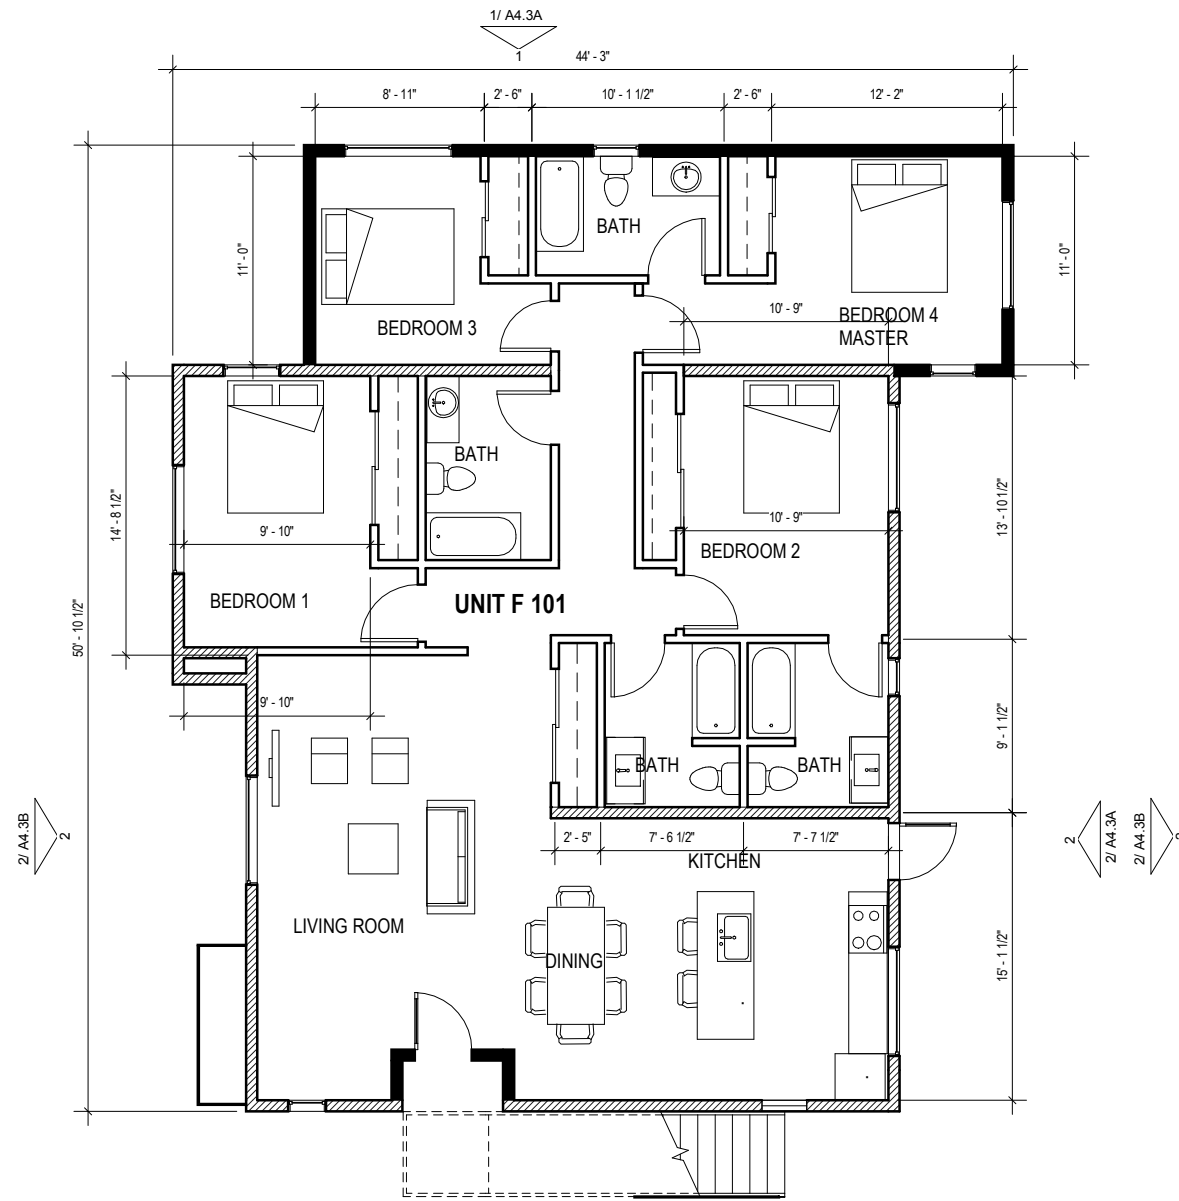 1/ A4.3A
1
44' - 3"
8' - 11"
2' - 6"
10' - 1 1/2"
2' - 6"
12' - 2"
BATH
11' - 0"
11' - 0"
BEDROOM 3
10' - 9"
BEDROOM 4
MASTER
BATH
14' - 8 1/2"
9' - 10"
10' - 9"
13' - 10 1/2"
BEDROOM 2
BEDROOM 1
UNIT F 101
50' - 10 1/2"
9' - 10"
9' - 1 1/2"
BATH
BATH
2/ A4.3B
2
2' - 5"
7' - 6 1/2"
7' - 7 1/2"
KITCHEN
2
2/ A4.3A
2/ A4.3B
LIVING ROOM
DINING
15' - 1 1/2"